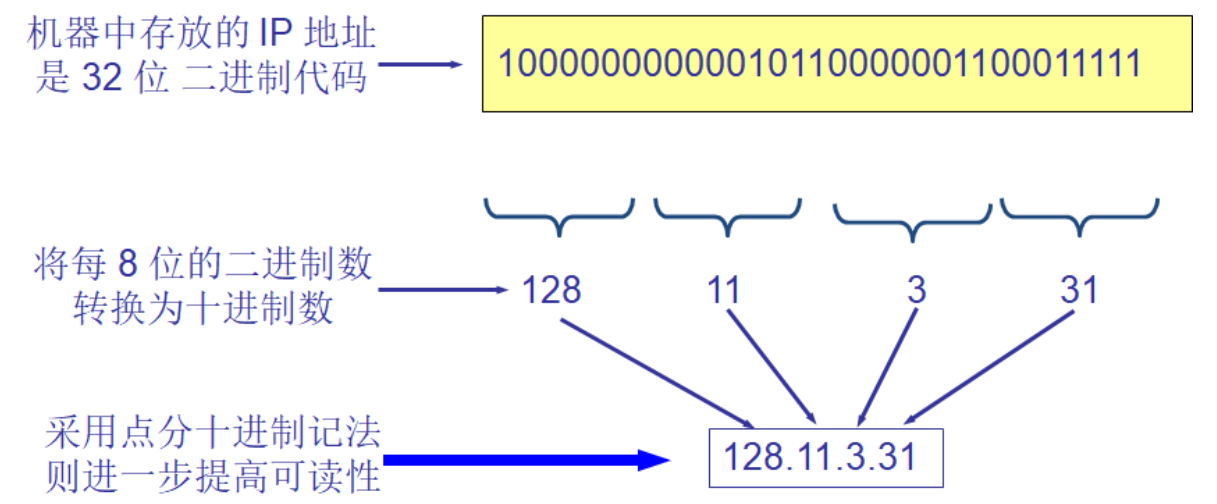 机器中存放的 IP 地址
是 32 位 二进制代码
10000000000010110000001100011111
将每 8 位的二进制数
转换为十进制数
128 11 3 31
采用点分十进制记法
则进一步提高可读性
128.11.3.31